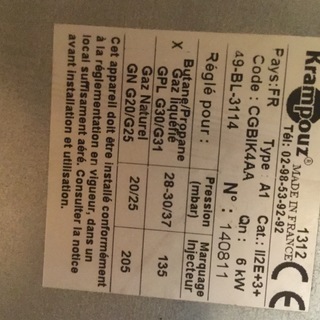 Krampouz
MADE IN FRANCE
Tél: 02-98-53-92-92
1312
CE
Pays:FR Type: A1 Cat.: II2E+3+
Code : CGBIK4AA Qn : 6 kW
49-BL-3114 N° : 140811
Réglé pour : Pression (mbar) Marquage Injecteur
Butane/Propane
Gaz liquéfié
X GPL G30/G31 28-30/37 135
Gaz Naturel
GN G20/G25 20/25 205
Cet appareil doit être installé conformément
à la réglementation en vigueur, dans un
local suffisament aéré. Consulter la notice
avant installation et utilisation.